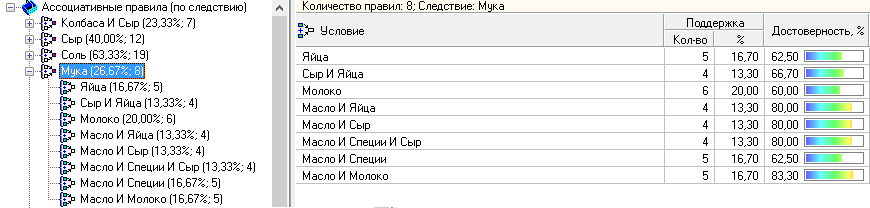 Ассоциативные правила (по следствию)
Колбаса И Сыр (23,33%; 7)
Сыр (40,00%; 12)
Соль (63,33%; 19)
Мука (26,67%; 8)
Яйца (16,67%; 5)
Сыр И Яйца (13,33%; 4)
Молоко (20,00%; 6)
Масло И Яйца (13,33%; 4)
Масло И Сыр (13,33%; 4)
Масло И Специи И Сыр (13,33%; 4)
Масло И Специи (16,67%; 5)
Масло И Молоко (16,67%; 5)
Количество правил: 8; Следствие: Мука
Условие Поддержка Достоверность, %
Кол-во %
Яйца 5 16,70 62,50
Сыр И Яйца 4 13,30 66,70
Молоко 6 20,00 60,00
Масло И Яйца 4 13,30 80,00
Масло И Сыр 4 13,30 80,00
Масло И Специи И Сыр 4 13,30 80,00
Масло И Специи 5 16,70 62,50
Масло И Молоко 5 16,70 83,30